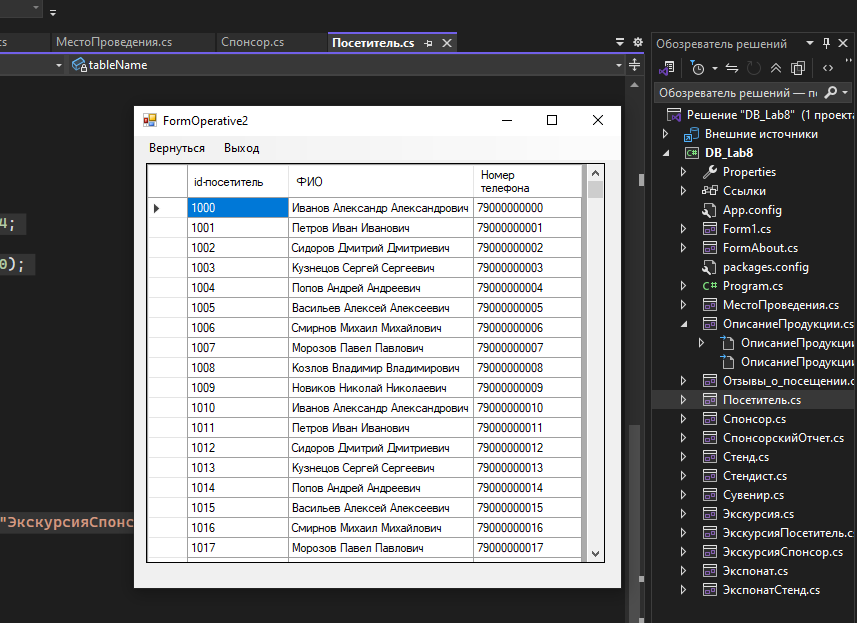 МестоПроведения.cs
Спонсор.cs
Посетитель.cs
tableName
Обозреватель решений
Решение "DB_Lab8" (1 проекта
Внешние источники
DB_Lab8
Properties
Ссылки
App.config
Form1.cs
FormAbout.cs
packages.config
Program.cs
МестоПроведения.cs
ОписаниеПродукции.cs
ОписаниеПродукции
ОписаниеПродукции
Отзывы_о_посещении.c
Посетитель.cs
Спонсор.cs
СпонсорскийОтчет.cs
Стенд.cs
Стендист.cs
Сувенир.cs
Экскурсия.cs
ЭкскурсияПосетитель.c
ЭкскурсияСпонсор.cs
Экспонат.cs
ЭкспонатСтенд.cs
4;
0);
"ЭкскурсияСпонс
FormOperative2
Вернуться Выход
id-посетитель ФИО Номер
телефона
1000 Иванов Александр Александрович 79000000000
1001 Петров Иван Иванович 79000000001
1002 Сидоров Дмитрий Дмитриевич 79000000002
1003 Кузнецов Сергей Сергеевич 79000000003
1004 Попов Андрей Андреевич 79000000004
1005 Васильев Алексей Алексеевич 79000000005
1006 Смирнов Михаил Михайлович 79000000006
1007 Морозов Павел Павлович 79000000007
1008 Козлов Владимир Владимирович 79000000008
1009 Новиков Николай Николаевич 79000000009
1010 Иванов Александр Александрович 79000000010
1011 Петров Иван Иванович 79000000011
1012 Сидоров Дмитрий Дмитриевич 79000000012
1013 Кузнецов Сергей Сергеевич 79000000013
1014 Попов Андрей Андреевич 79000000014
1015 Васильев Алексей Алексеевич 79000000015
1016 Смирнов Михаил Михайлович 79000000016
1017 Морозов Павел Павлович 79000000017